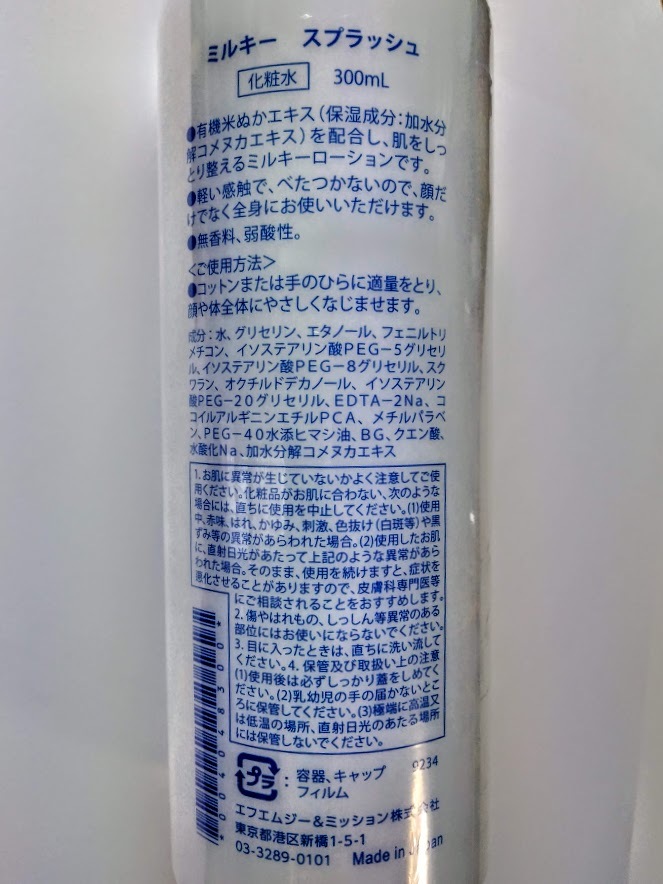 ミルキー スプラッシュ
化粧水 300mL
●有機米ぬかエキス(保湿成分:加水分
解コメヌカエキス)を配合し、肌をしっ
とり整えるミルキーローションです。
●軽い感触で、べたつかないので、顔だ
けでなく全身にお使いいただけます。
●無香料、弱酸性。
<ご使用方法>
●コットンまたは手のひらに適量をとり、
顔や体全体にやさしくなじませます。
成分:水、グリセリン、エタノール、フェニルトリ
メチコン、イソステアリン酸PEG-5グリセリ
ル、イソステアリン酸PEG-8グリセリル、スク
ワラン、オクチルドデカノール、イソステアリン
酸PEG-20グリセリル、EDTA-2Na、コ
コイルアルギニンエチルPCA、メチルパラベ
ン、PEG-40水添ヒマシ油、BG、クエン酸、
水酸化Na、加水分解コメヌカエキス
1.お肌に異常が生じていないかよく注意してご使
用ください。化粧品がお肌に合わない、次のような
場合には、直ちに使用を中止してください。(1)使用
中、赤味、はれ、かゆみ、刺激、色抜け(白斑等)や黒
ずみ等の異常があらわれた場合。(2)使用したお肌
に、直射日光があたって上記のような異常があら
われた場合。そのまま、使用を続けますと、症状を
悪化させることがありますので、皮膚科専門医等
にご相談されることをおすすめします。
2.傷やはれもの、しっしん等異常のある
部位にはお使いにならないでください。
3.目に入ったときは、直ちに洗い流して
ください。4.保管及び取扱い上の注意
(1)使用後は必ずしっかり蓋をしめてく
ださい。(2)乳幼児の手の届かないとこ
ろに保管してください。(3)極端に高温又
は低温の場所、直射日光のあたる場所
には保管しないでください。
*004048300*
プラ : 容器、キャップ 9234
フィルム
エフエムジー&ミッション株式会社
東京都港区新橋1-5-1
03-3289-0101 Made in Japan